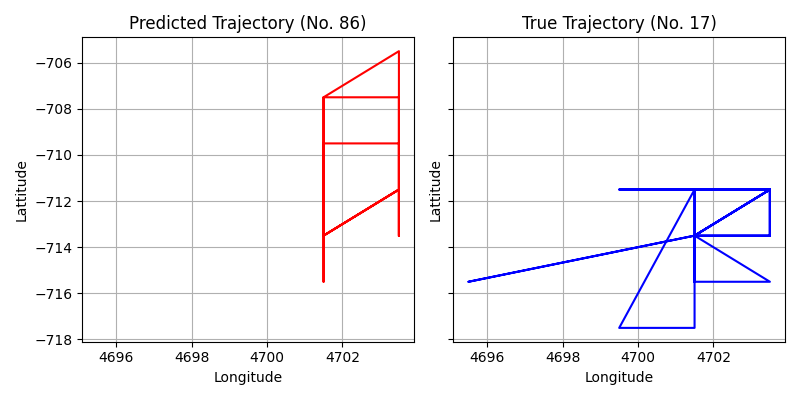 Predicted Trajectory (No. 86)
True Trajectory (No. 17)
−706
−708
−710
−712
−714
−716
−718
Lattitude
Lattitude
4696 4698 4700 4702
4696 4698 4700 4702
Longitude
Longitude